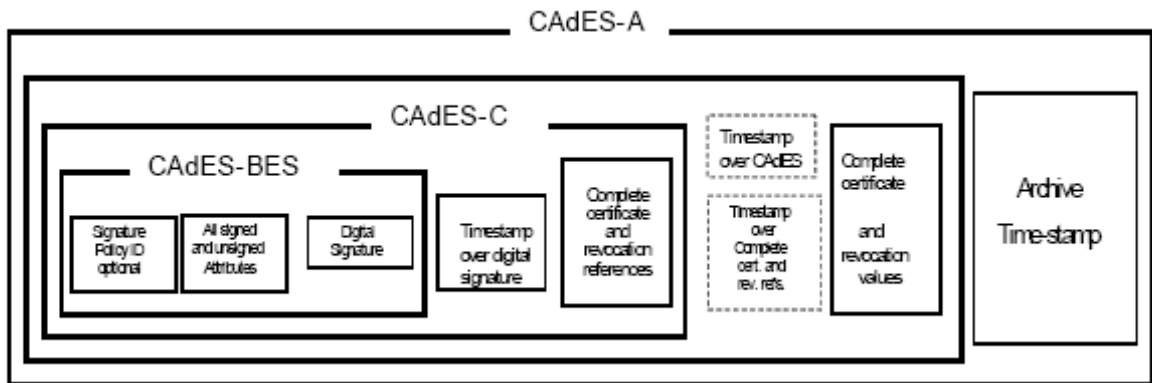 CAdES-A
CAdES-C
CAdES-BES
Signature
Policy ID
optional
All signed
and unsigned
Attributes
Digital
Signature
Timestamp
over digital
signature
Complete
certificate
and
revocation
references
Timestamp
over CAdES
Timestamp
over
Complete
cert. and
rev. refs.
Complete
certificate
and
revocation
values
Archive
Time-stamp